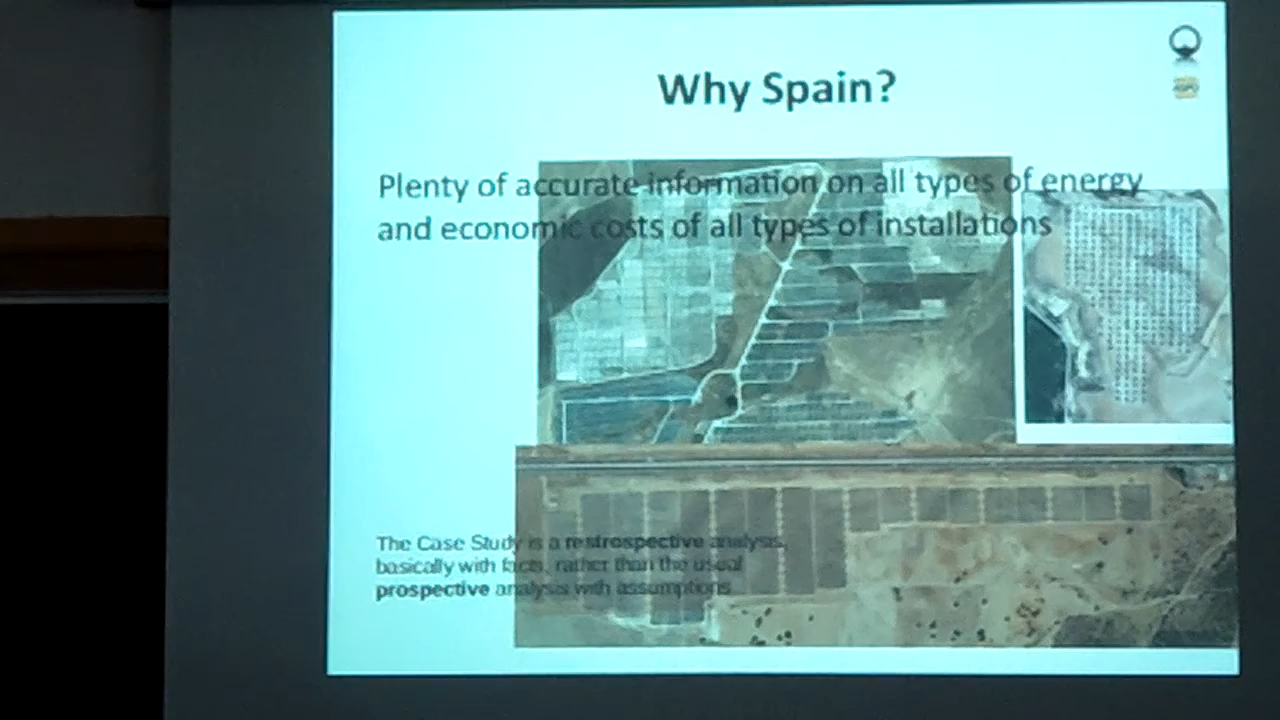 Why Spain?
Plenty of accurate information on all types of energy
and economic costs of all types of installations
The Case Study is a restrospective analysis,
basically with facts, rather than the usual
prospective analysis with assumptions